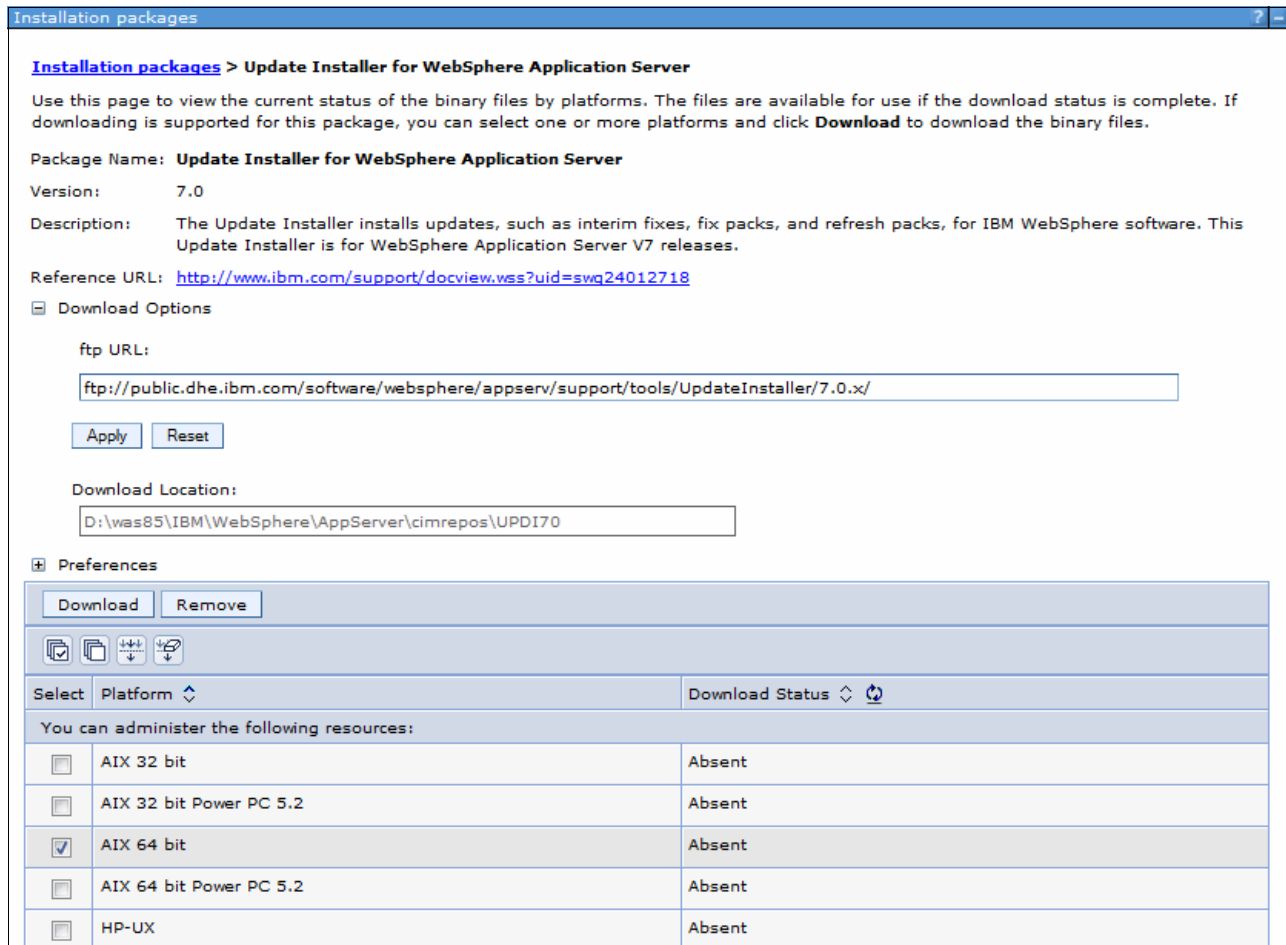 Installation packages ? –
Installation packages > Update Installer for WebSphere Application Server
Use this page to view the current status of the binary files by platforms. The files are available for use if the download status is complete. If
downloading is supported for this package, you can select one or more platforms and click Download to download the binary files.
Package Name: Update Installer for WebSphere Application Server
Version: 7.0
Description: The Update Installer installs updates, such as interim fixes, fix packs, and refresh packs, for IBM WebSphere software. This
Update Installer is for WebSphere Application Server V7 releases.
Reference URL: http://www.ibm.com/support/docview.wss?uid=swg24012718
Download Options
ftp URL:
ftp://public.dhe.ibm.com/software/websphere/appserv/support/tools/UpdateInstaller/7.0.x/
Apply Reset
Download Location:
D:\was85\IBM\WebSphere\AppServer\cimrepos\UPDI70
Preferences
Download Remove
Select Platform Download Status
You can administer the following resources:
AIX 32 bit Absent
AIX 32 bit Power PC 5.2 Absent
AIX 64 bit Absent
AIX 64 bit Power PC 5.2 Absent
HP-UX Absent